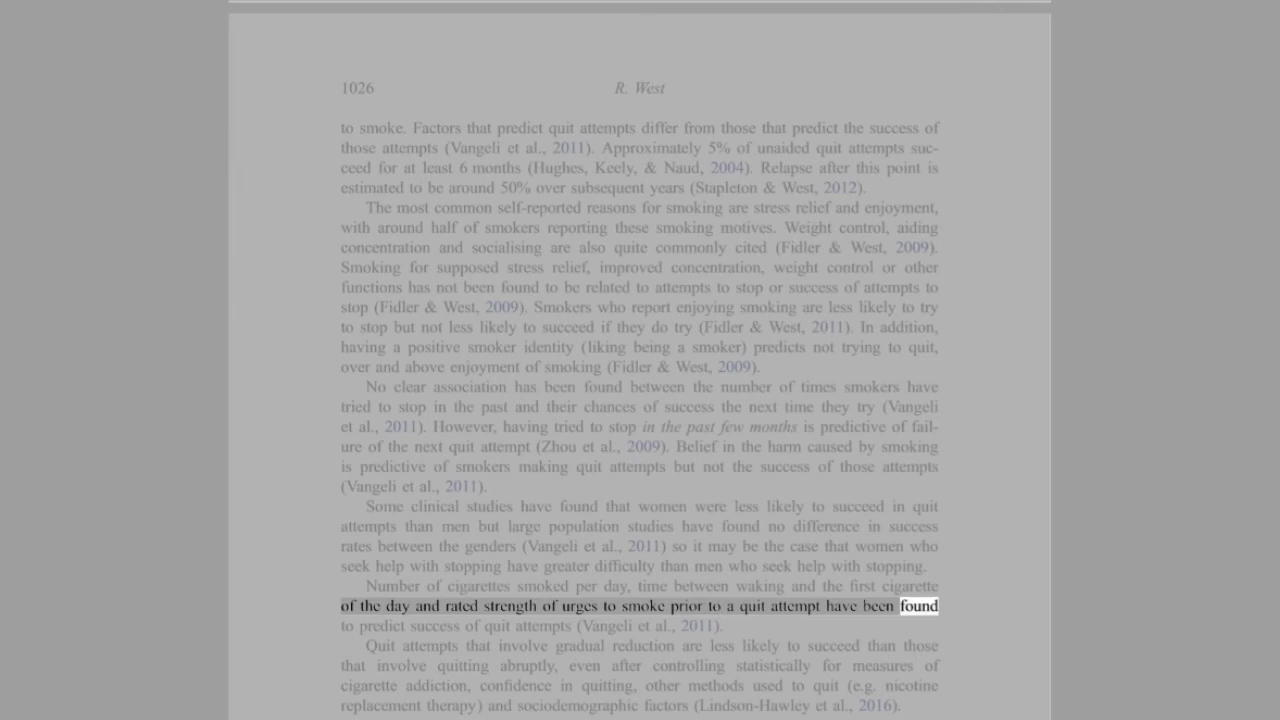 1026
R. West
to smoke. Factors that predict quit attempts differ from those that predict the success of
those attempts (Vangeli et al., 2011). Approximately 5% of unaided quit attempts suc-
ceed for at least 6 months (Hughes, Keely, & Naud, 2004). Relapse after this point is
estimated to be around 50% over subsequent years (Stapleton & West, 2012).
The most common self-reported reasons for smoking are stress relief and enjoyment,
with around half of smokers reporting these smoking motives. Weight control, aiding
concentration and socialising are also quite commonly cited (Fidler & West, 2009).
Smoking for supposed stress relief, improved concentration, weight control or other
functions has not been found to be related to attempts to stop or success of attempts to
stop (Fidler & West, 2009). Smokers who report enjoying smoking are less likely to try
to stop but not less likely to succeed if they do try (Fidler & West, 2011). In addition,
having a positive smoker identity (liking being a smoker) predicts not trying to quit,
over and above enjoyment of smoking (Fidler & West, 2009).
No clear association has been found between the number of times smokers have
tried to stop in the past and their chances of success the next time they try (Vangeli
et al., 2011). However, having tried to stop in the past few months is predictive of fail-
ure of the next quit attempt (Zhou et al., 2009). Belief in the harm caused by smoking
is predictive of smokers making quit attempts but not the success of those attempts
(Vangeli et al., 2011).
Some clinical studies have found that women were less likely to succeed in quit
attempts than men but large population studies have found no difference in success
rates between the genders (Vangeli et al., 2011) so it may be the case that women who
seek help with stopping have greater difficulty than men who seek help with stopping.
Number of cigarettes smoked per day, time between waking and the first cigarette
of the day and rated strength of urges to smoke prior to a quit attempt have been found
to predict success of quit attempts (Vangeli et al., 2011).
Quit attempts that involve gradual reduction are less likely to succeed than those
that involve quitting abruptly, even after controlling statistically for measures of
cigarette addiction, confidence in quitting, other methods used to quit (e.g. nicotine
replacement therapy) and sociodemographic factors (Lindson-Hawley et al., 2016).